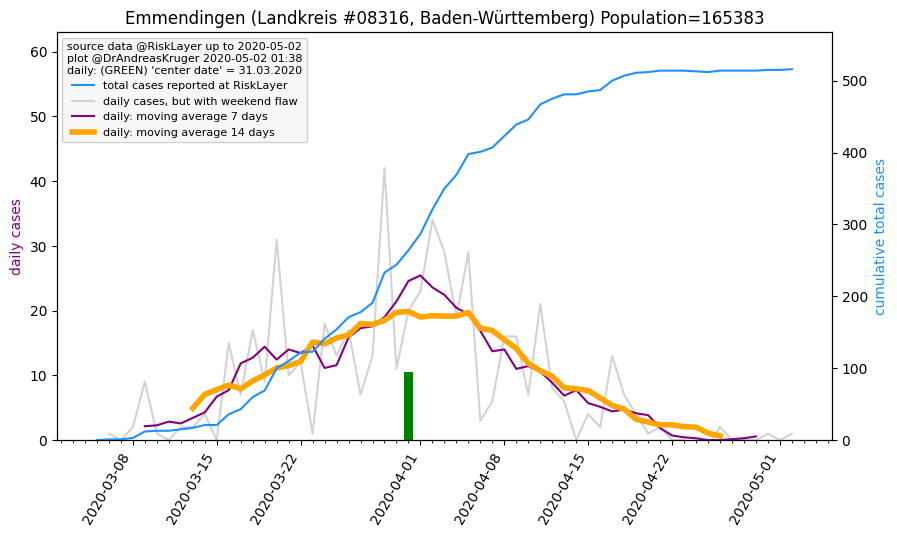 Emmendingen (Landkreis #08316, Baden-Württemberg) Population=165383
source data @RiskLayer up to 2020-05-02
plot @DrAndreasKruger 2020-05-02 01:38
daily: (GREEN) 'center date' = 31.03.2020
total cases reported at RiskLayer
daily cases, but with weekend flaw
daily: moving average 7 days
daily: moving average 14 days
daily cases
60
50
40
30
20
10
0
cumulative total cases
500
400
300
200
100
0
2020-03-08
2020-03-15
2020-03-22
2020-04-01
2020-04-08
2020-04-15
2020-04-22
2020-05-01